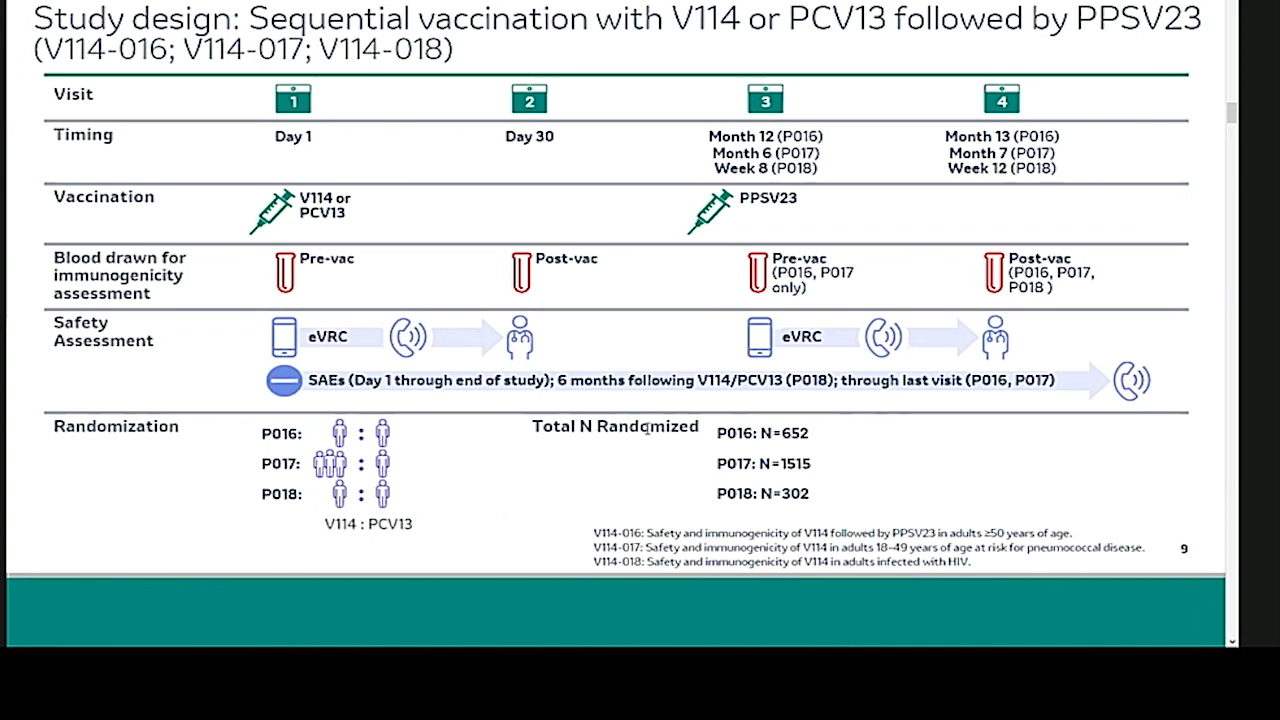 Study design: Sequential vaccination with V114 or PCV13 followed by PPSV23
(V114-016; V114-017; V114-018)
Visit 1 2 3 4
Timing Day 1 Day 30 Month 12 (P016) Month 13 (P016)
Month 6 (P017) Month 7 (P017)
Week 8 (P018) Week 12 (P018)
Vaccination V114 or PPSV23
PCV13
Blood drawn for Pre-vac Post-vac Pre-vac Post-vac
immunogenicity (P016, P017 (P016, P017,
assessment only) P018 )
Safety
Assessment eVRC eVRC
SAEs (Day 1 through end of study); 6 months following V114/PCV13 (P018); through last visit (P016, P017)
Randomization P016: : Total N Randomized P016: N=652
P017: : P017: N=1515
P018: : P018: N=302
V114 : PCV13
V114-016: Safety and immunogenicity of V114 followed by PPSV23 in adults ≥50 years of age.
V114-017: Safety and immunogenicity of V114 in adults 18–49 years of age at risk for pneumococcal disease. 9
V114-018: Safety and immunogenicity of V114 in adults infected with HIV.